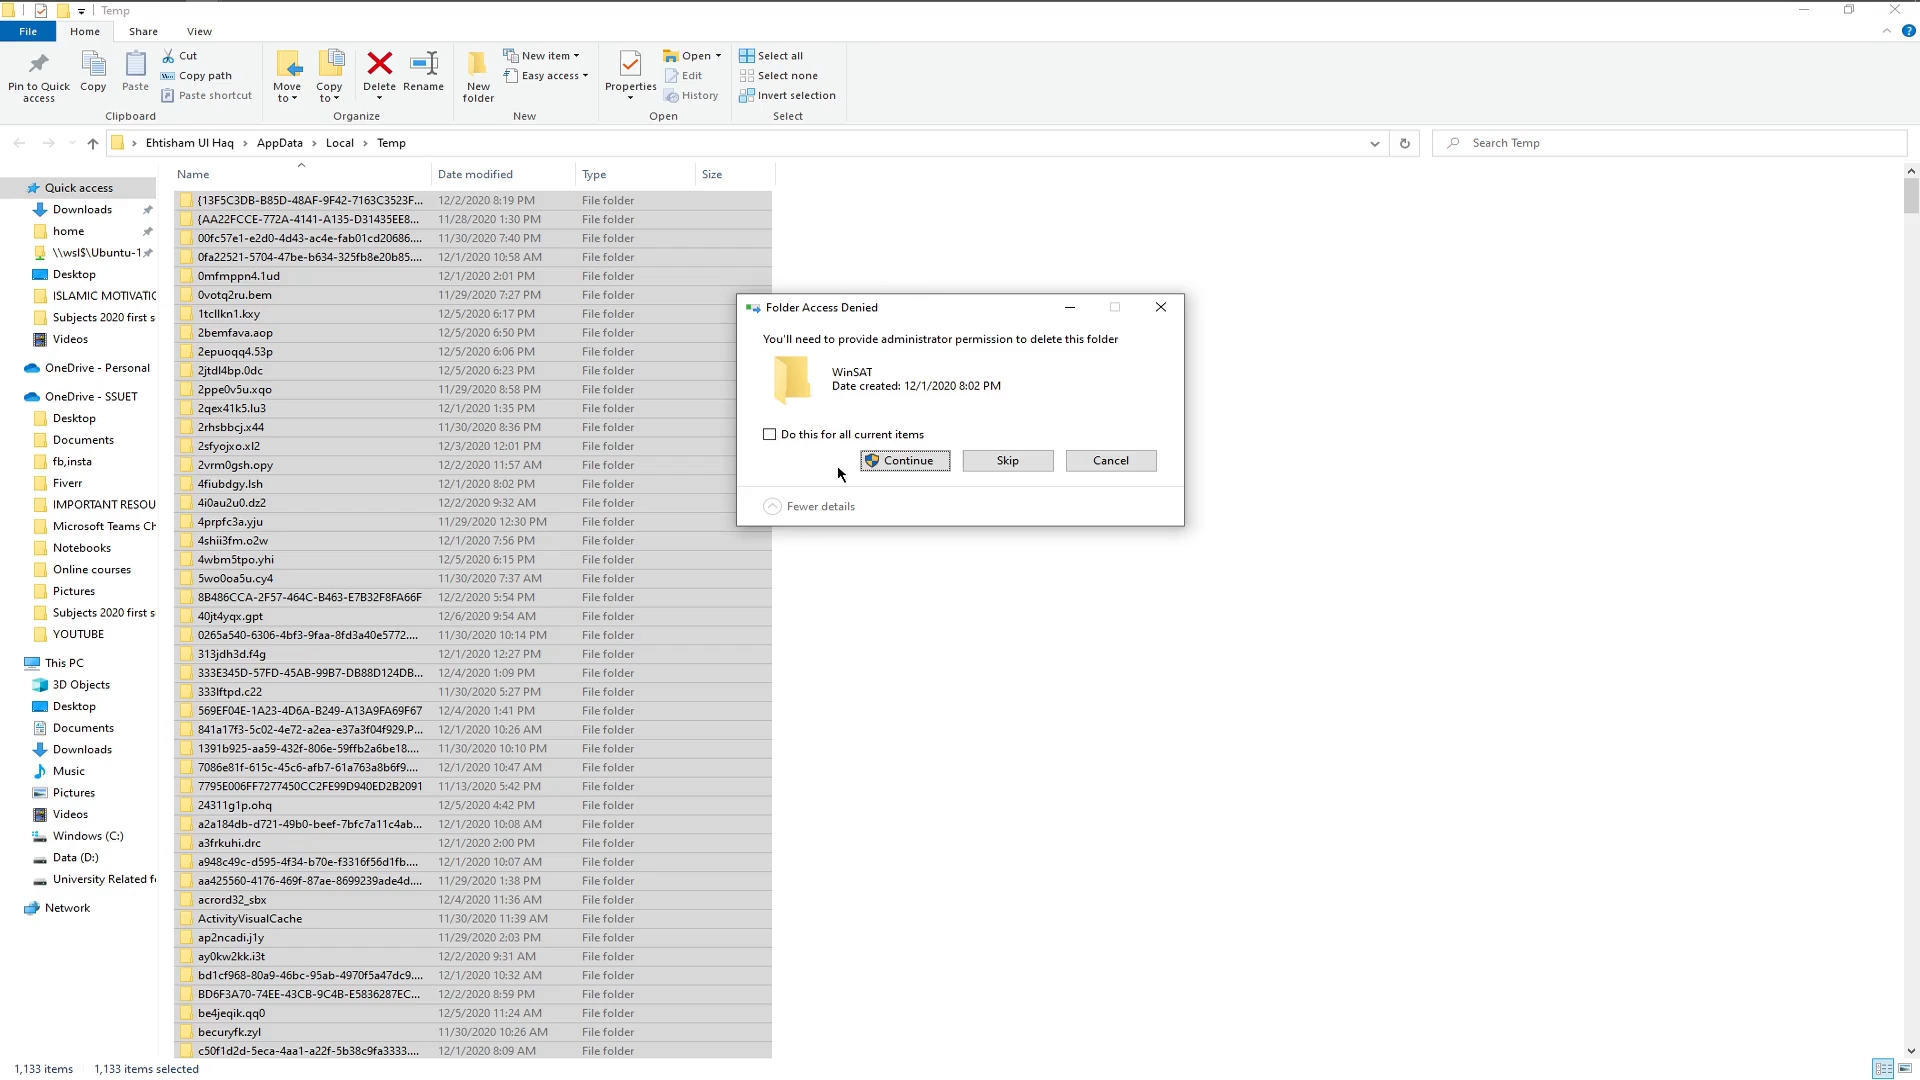 Temp
File
Home
Share
View
Pin to Quick access
Copy
Paste
Cut
Copy path
Paste shortcut
Clipboard
Move to
Copy to
Delete
Rename
Organize
New folder
New item
Easy access
New
Properties
Open
Edit
History
Open
Select all
Select none
Invert selection
Select
Ehtisham Ul Haq > AppData > Local > Temp
Search Temp
Name
Date modified
Type
Size
Quick access
Downloads
home
\\wsl$\Ubuntu-1
Desktop
ISLAMIC MOTIVATIO
Subjects 2020 first s
Videos
OneDrive - Personal
OneDrive - SSUET
Desktop
Documents
fb,insta
Fiverr
IMPORTANT RESOU
Microsoft Teams Ch
Notebooks
Online courses
Pictures
Subjects 2020 first s
YOUTUBE
This PC
3D Objects
Desktop
Documents
Downloads
Music
Pictures
Videos
Windows (C:)
Data (D:)
University Related f
Network
{13F5C3DB-B85D-48AF-9F42-7163C3523F... 12/2/2020 8:19 PM File folder
{AA22FCCE-772A-4141-A135-D31435EE8... 11/28/2020 1:30 PM File folder
00fc57e1-e2d0-4d43-ac4e-fab01cd20686.... 11/30/2020 7:40 PM File folder
0fa22521-5704-47be-b634-325fb8e20b85.... 12/1/2020 10:58 AM File folder
0mfmppn4.1ud 12/1/2020 2:01 PM File folder
0votq2ru.bem 11/29/2020 7:27 PM File folder
1tcllkn1.kxy 12/5/2020 6:17 PM File folder
2bemfava.aop 12/5/2020 6:50 PM File folder
2epuoqq4.53p 12/5/2020 6:06 PM File folder
2jtdl4bp.0dc 12/5/2020 6:23 PM File folder
2ppe0v5u.xqo 11/29/2020 8:58 PM File folder
2qex41k5.lu3 12/1/2020 1:35 PM File folder
2rhsbbcj.x44 11/30/2020 8:36 PM File folder
2sfyojxo.xl2 12/3/2020 12:01 PM File folder
2vrm0gsh.opy 12/2/2020 11:57 AM File folder
4fiubdgy.lsh 12/1/2020 8:02 PM File folder
4i0au2u0.dz2 12/2/2020 9:32 AM File folder
4prpfc3a.yju 11/29/2020 12:30 PM File folder
4shii3fm.o2w 12/1/2020 7:56 PM File folder
4wbm5tpo.yhi 12/5/2020 6:15 PM File folder
5wo0oa5u.cy4 11/30/2020 7:37 AM File folder
8B486CCA-2F57-464C-B463-E7B32F8FA66F 12/2/2020 5:54 PM File folder
40jt4yqx.gpt 12/6/2020 9:54 AM File folder
0265a540-6306-4bf3-9faa-8fd3a40e5772.... 11/30/2020 10:14 PM File folder
313jdh3d.f4g 12/1/2020 12:27 PM File folder
333E345D-57FD-45AB-99B7-DB88D124DB... 12/4/2020 1:09 PM File folder
333lftpd.c22 11/30/2020 5:27 PM File folder
569EF04E-1A23-4D6A-B249-A13A9FA69F67 12/4/2020 1:41 PM File folder
841a17f3-5c02-4e72-a2ea-e37a3f04f929.P... 12/1/2020 10:26 AM File folder
1391b925-aa59-432f-806e-59ffb2a6be18.... 11/30/2020 10:10 PM File folder
7086e81f-615c-45c6-afb7-61a763a8b6f9.... 12/1/2020 10:47 AM File folder
7795E006FF7277450CC2FE99D940ED2B2091 11/13/2020 5:42 PM File folder
24311g1p.ohq 12/5/2020 4:42 PM File folder
a2a184db-d721-49b0-beef-7bfc7a11c4ab... 12/1/2020 10:08 AM File folder
a3frkuhi.drc 12/1/2020 2:00 PM File folder
a948c49c-d595-4f34-b70e-f3316f56d1fb.... 12/1/2020 10:07 AM File folder
aa425560-4176-469f-87ae-8699239ade4d.... 11/29/2020 1:38 PM File folder
acrord32_sbx 12/4/2020 11:36 AM File folder
ActivityVisualCache 11/30/2020 11:39 AM File folder
ap2ncadi.j1y 11/29/2020 2:03 PM File folder
ay0kw2kk.i3t 12/2/2020 9:31 AM File folder
bd1cf968-80a9-46bc-95ab-4970f5a47dc9.... 12/1/2020 10:32 AM File folder
BD6F3A70-74EE-43CB-9C4B-E5836287EC... 12/2/2020 8:59 PM File folder
be4jeqik.qq0 12/5/2020 11:24 AM File folder
becuryfk.zyl 11/30/2020 10:26 AM File folder
c50f1d2d-5eca-4aa1-a22f-5b38c9fa3333.... 12/1/2020 8:09 AM File folder
Folder Access Denied
You'll need to provide administrator permission to delete this folder
WinSAT
Date created: 12/1/2020 8:02 PM
Do this for all current items
Continue
Skip
Cancel
Fewer details
1,133 items
1,133 items selected